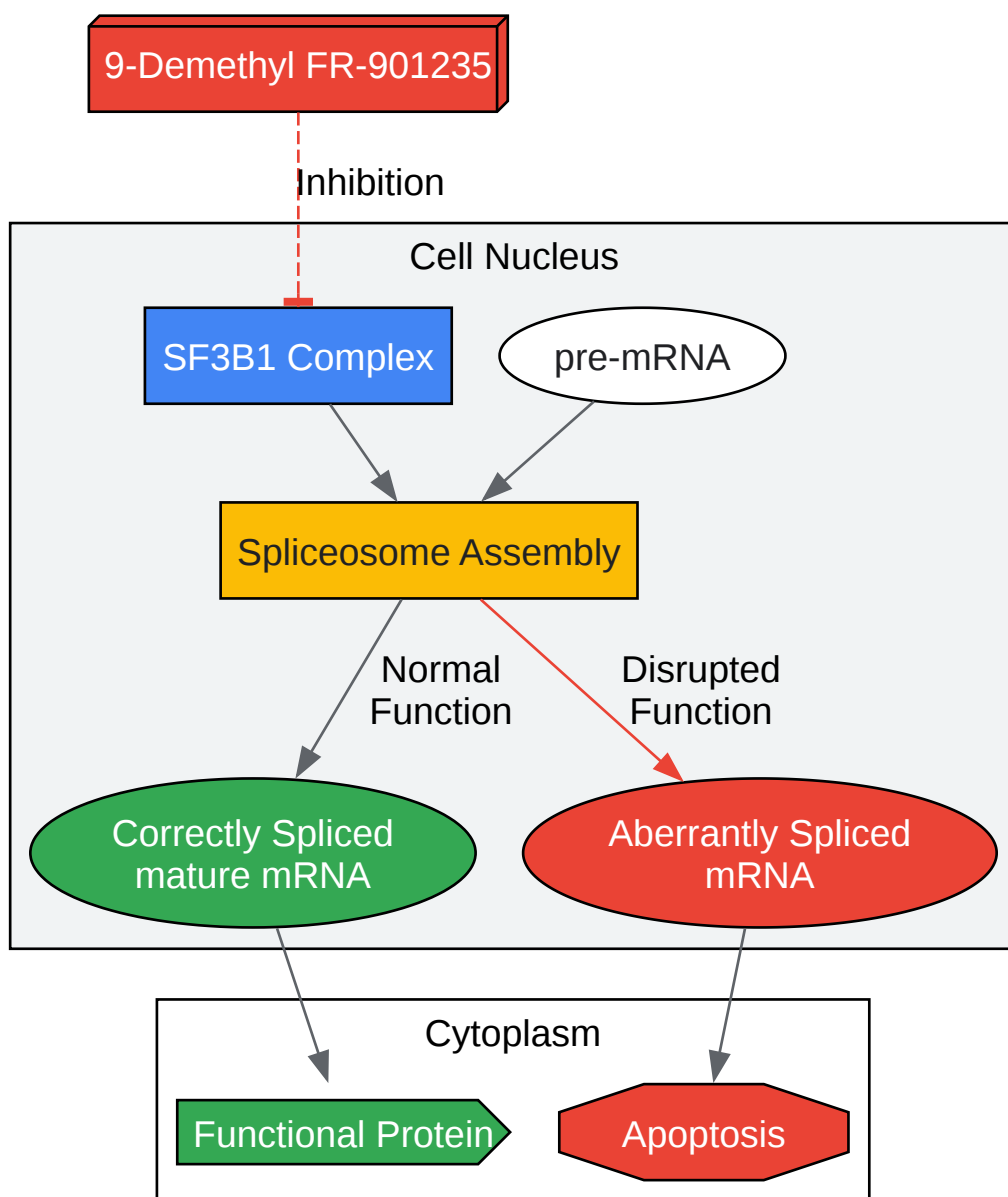 9-Demethyl FR-901235
Inhibition
Cell Nucleus
SF3B1 Complex
pre-mRNA
Spliceosome Assembly
Normal
Function
Disrupted
Function
Correctly Spliced
mature mRNA
Aberrantly Spliced
mRNA
Cytoplasm
Functional Protein
Apoptosis